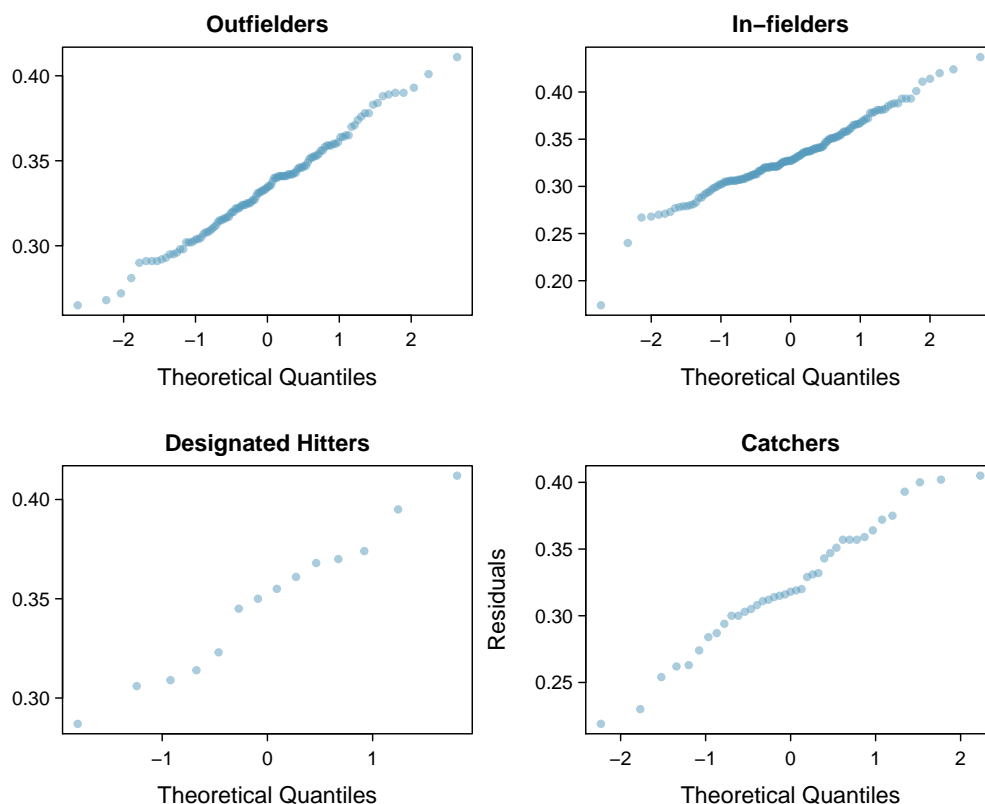 Outfielders
0.40
0.35
0.30
−2 −1 0 1 2
Theoretical Quantiles
In−fielders
0.40
0.35
0.30
0.25
0.20
−2 −1 0 1 2
Theoretical Quantiles
Designated Hitters
0.40
0.35
0.30
−1 0 1
Theoretical Quantiles
Catchers
Residuals
0.40
0.35
0.30
0.25
−2 −1 0 1 2
Theoretical Quantiles